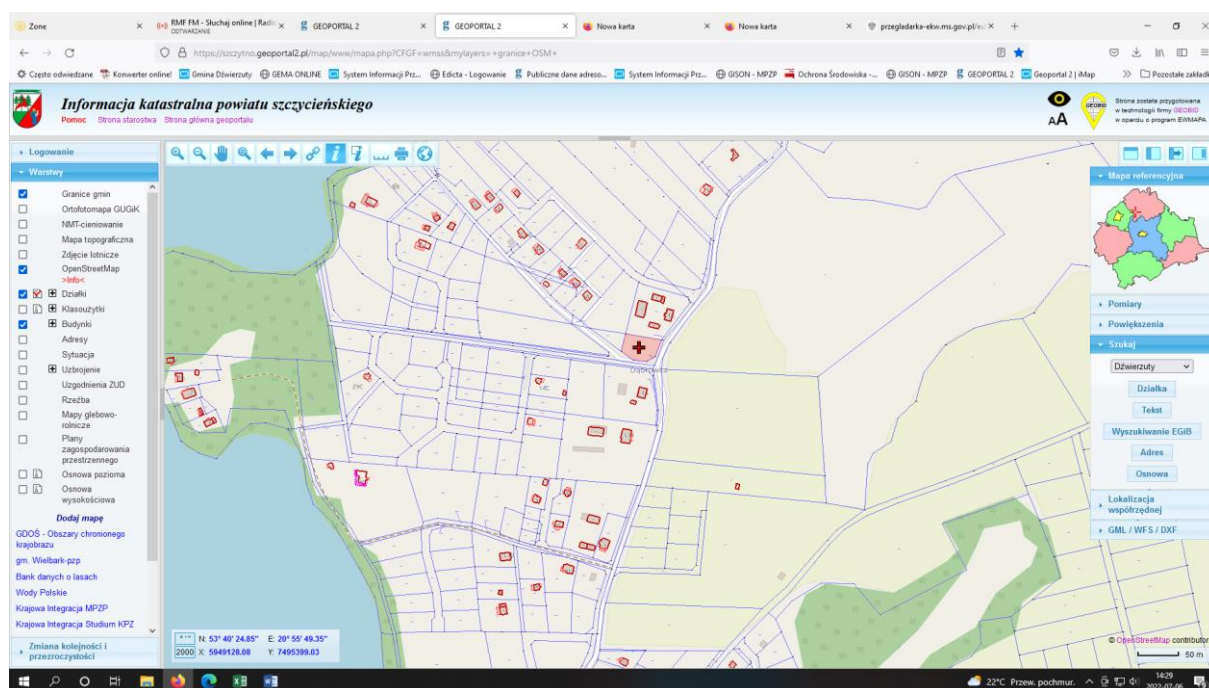 Zone
RMF FM - Słuchaj online | Radi
ODTWARZANIE
GEOPORTAL 2
GEOPORTAL 2
Nowa karta
Nowa karta
przegladarka-ekw.ms.gov.pl/eu
https://szczytno.geoportal2.pl/map/www/mapa.php?CFGF=wms&mylayers=+granice+OSM+
Często odwiedzane
Konwerter online!
Gmina Dźwierzuty
GEMA ONLINE
System Informacji Prz...
Edicta - Logowanie
Publiczne dane adreso...
System Informacji Prz...
GISON - MPZP
Ochrona Środowiska -...
GISON - MPZP
GEOPORTAL 2
Geoportal 2 | iMap
Pozostałe zakładki
Informacja katastralna powiatu szczycieńskiego
Pomoc Strona starostwa Strona główna geoportalu
AA
GEOBID
Strona została przygotowana
w technologii firmy GEOBID
w oparciu o program EWMAPA
Logowanie
Warstwy
Granice gmin
Ortofotomapa GUGiK
NMT-cieniowanie
Mapa topograficzna
Zdjęcie lotnicze
OpenStreetMap
>Info<
Działki
Klasoużytki
Budynki
Adresy
Sytuacja
Uzbrojenie
Uzgodnienia ZUD
Rzeźba
Mapy glebowo-
rolnicze
Plany
zagospodarowania
przestrzennego
Osnowa pozioma
Osnowa
wysokościowa
Dodaj mapę
GDOŚ - Obszary chronionego
krajobrazu
gm. Wielbark-pzp
Bank danych o lasach
Wody Polskie
Krajowa Integracja MPZP
Krajowa Integracja Studium KPZ
Zmiana kolejności i
przezroczystości
Dąbrowica
29C
14C
N: 53° 40' 24.85" E: 20° 55' 49.35"
2000 X: 5949128.08 Y: 7495399.03
Mapa referencyjna
Pomiary
Powiększenia
Szukaj
Dźwierzuty
Działka
Tekst
Wyszukiwanie EGiB
Adres
Osnowa
Lokalizacja
współrzędnej
GML / WFS / DXF
© OpenStreetMap contributors
50 m
22°C Przew. pochmur.
14:29
2022-07-06